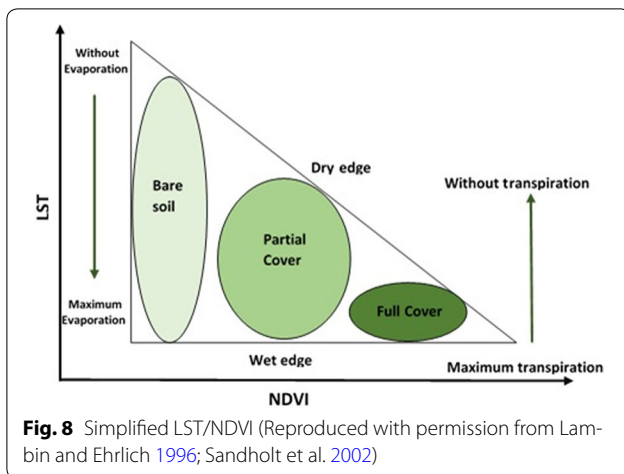 Without
Evaporation
LST
Bare
soil
Dry edge
Without transpiration
Partial
Cover
Maximum
Evaporation
Full Cover
Wet edge
Maximum transpiration
NDVI
Fig. 8 Simplified LST/NDVI (Reproduced with permission from Lam-
bin and Ehrlich 1996; Sandholt et al. 2002)